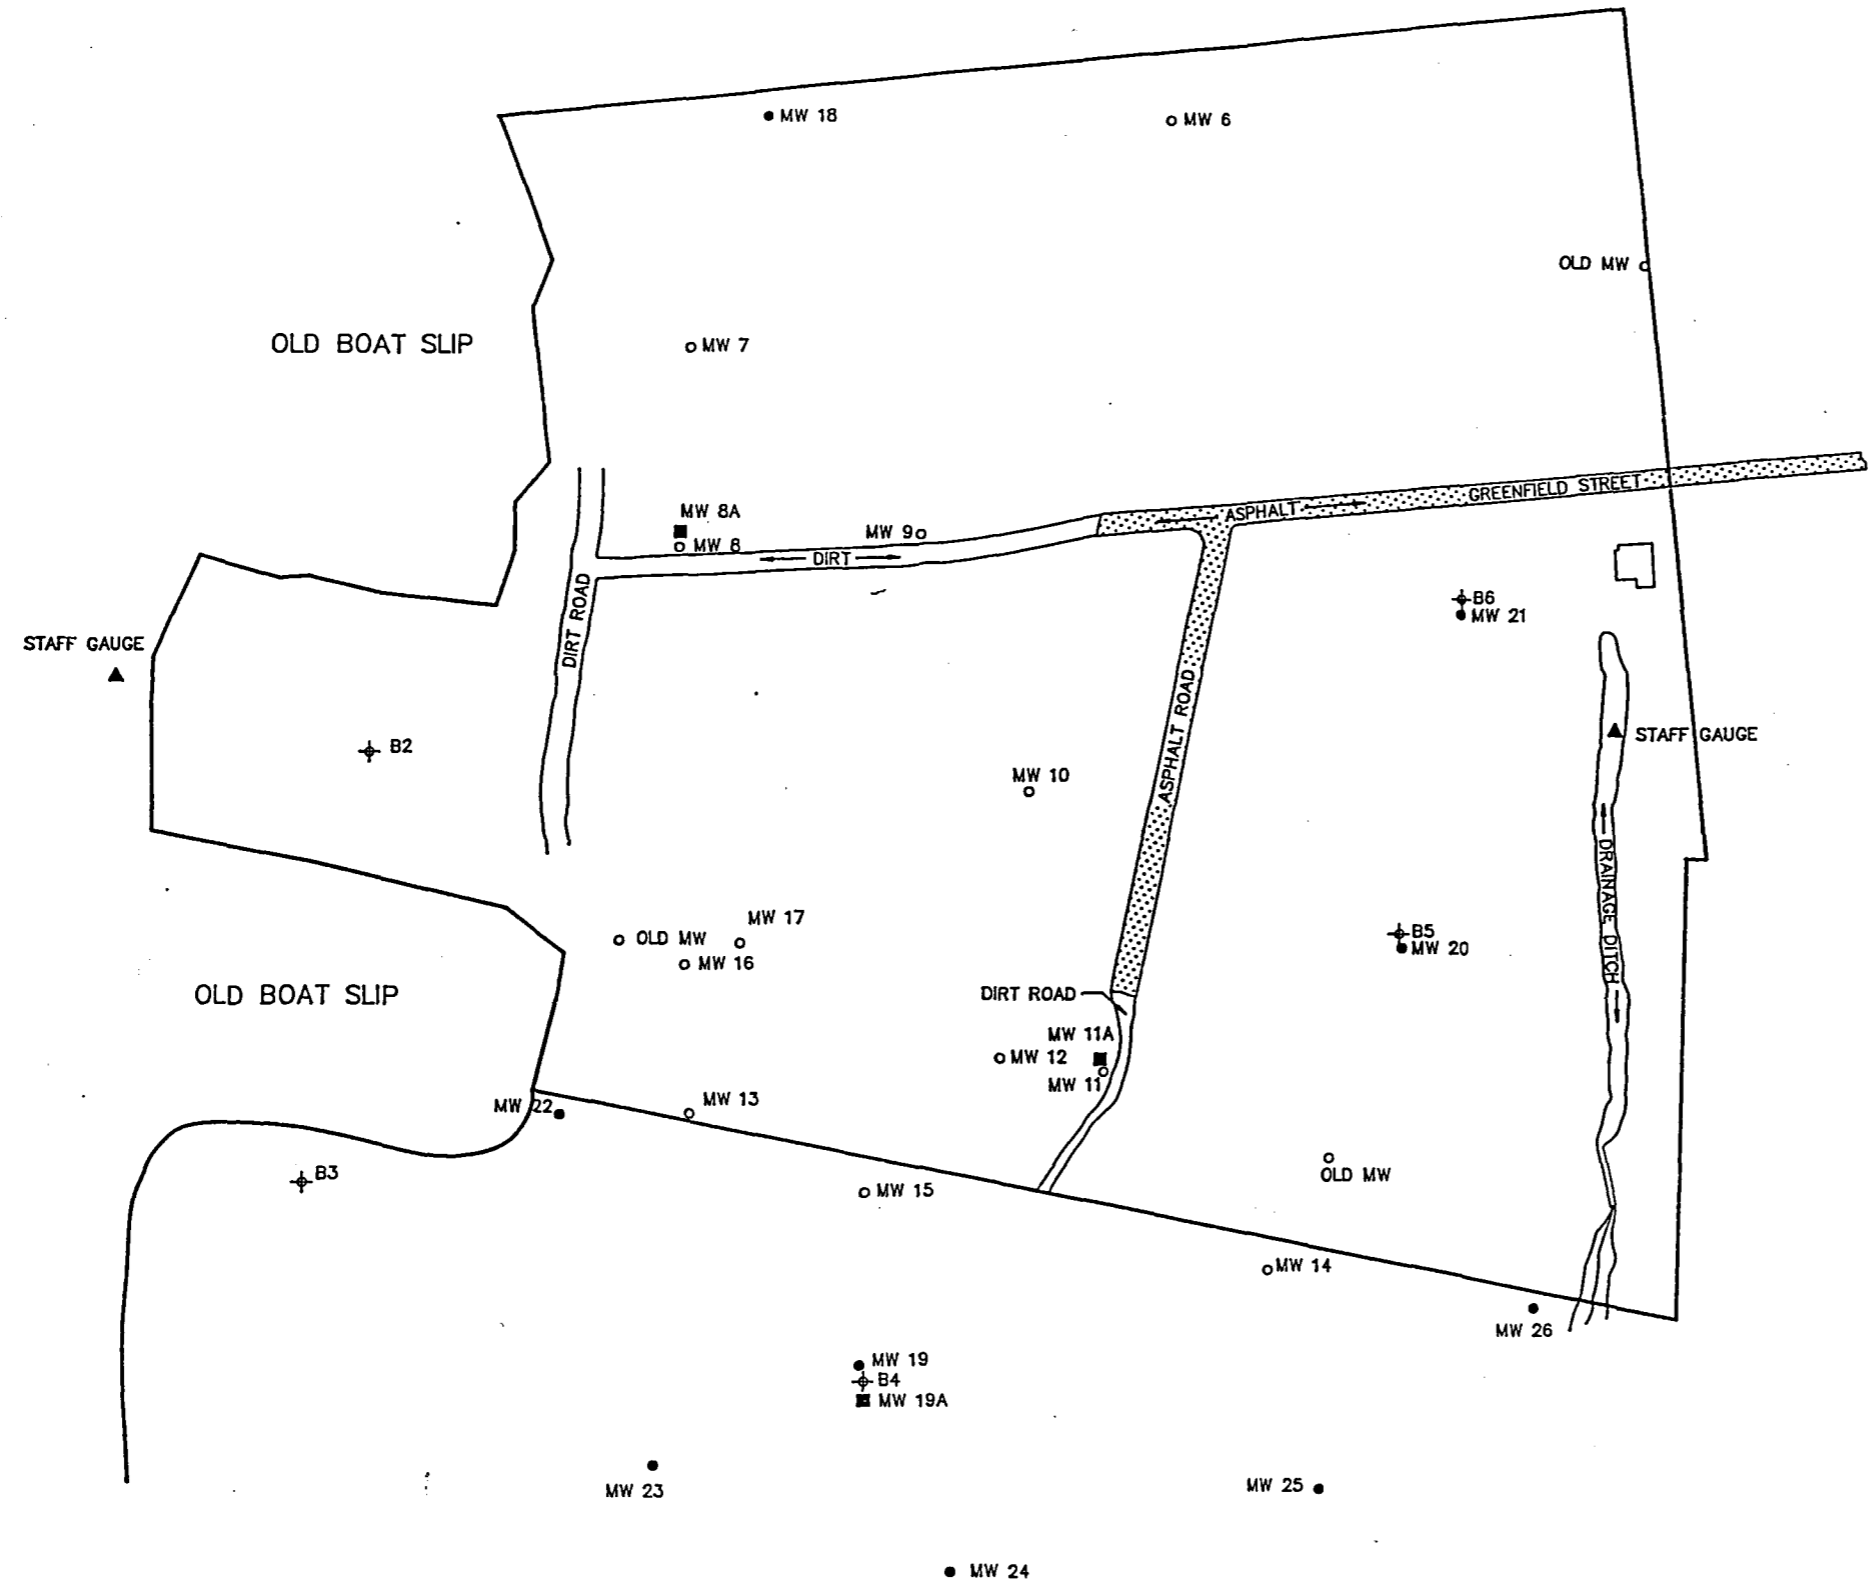 MW 18
MW 6
OLD MW
OLD BOAT SLIP
MW 7
GREENFIELD STREET
ASPHALT
MW 8A
MW 9
MW 8
DIRT
DIRT ROAD
B6
MW 21
STAFF GAUGE
ASPHALT ROAD
STAFF GAUGE
B2
MW 10
DRAINAGE DITCH
MW 17
OLD MW
MW 16
B5
MW 20
OLD BOAT SLIP
DIRT ROAD
MW 11A
MW 12
MW 11
MW 22
MW 13
B3
OLD MW
MW 15
MW 14
MW 26
MW 19
B4
MW 19A
MW 23
MW 25
MW 24